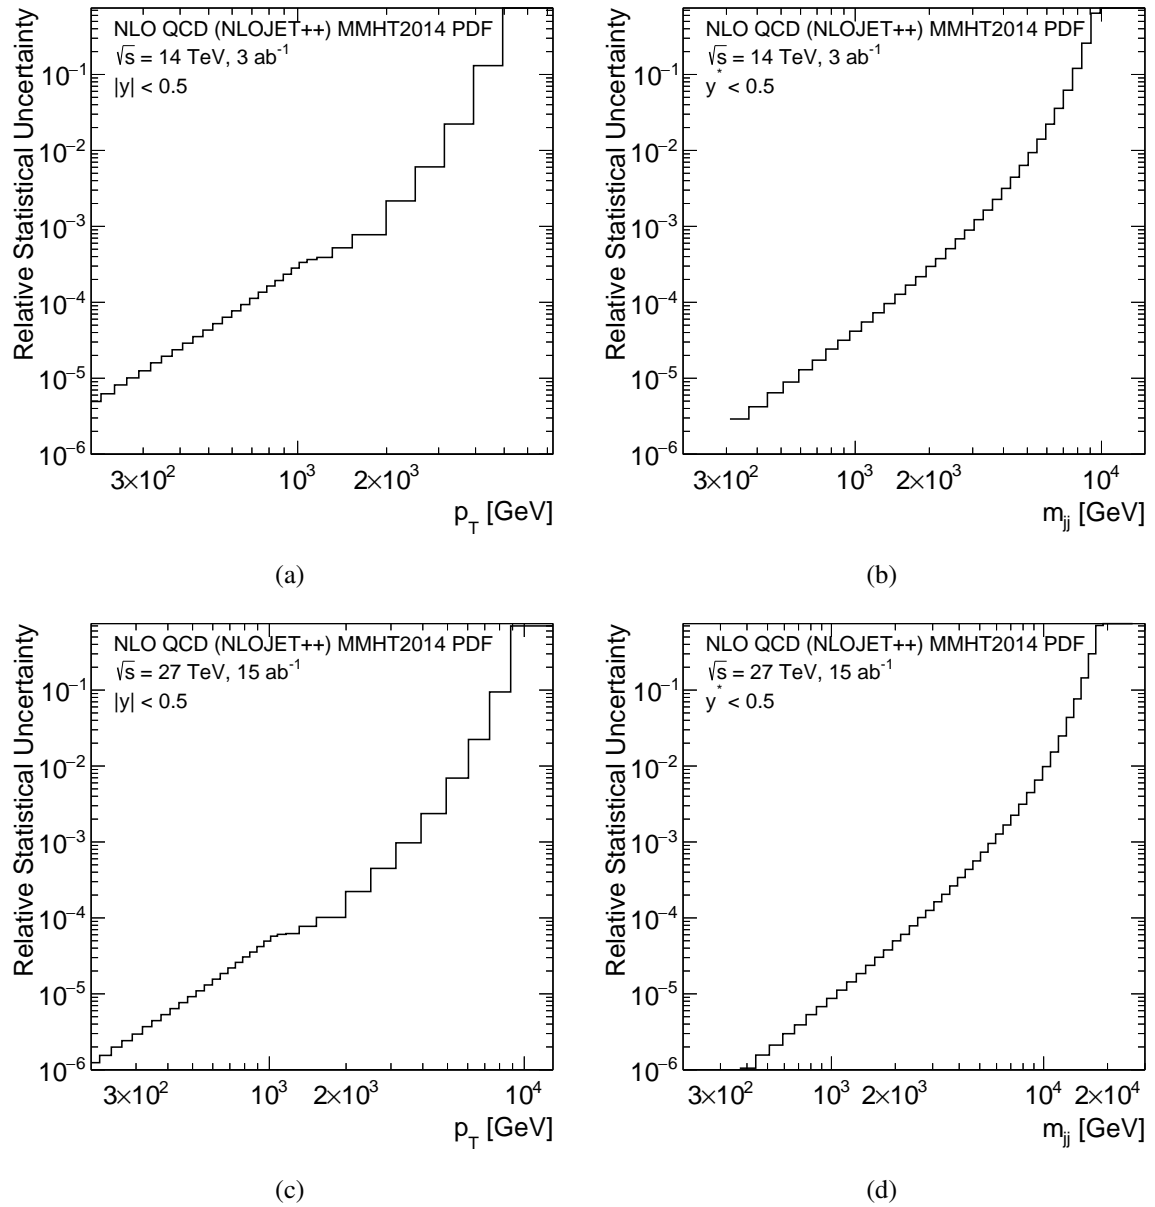 NLO QCD (NLOJET++) MMHT2014 PDF
√s = 14 TeV, 3 ab⁻¹
|y| < 0.5
Relative Statistical Uncertainty
10⁻¹
10⁻²
10⁻³
10⁻⁴
10⁻⁵
10⁻⁶
3×10² 10³ 2×10³
p_T [GeV]
(a)
NLO QCD (NLOJET++) MMHT2014 PDF
√s = 14 TeV, 3 ab⁻¹
y* < 0.5
Relative Statistical Uncertainty
10⁻¹
10⁻²
10⁻³
10⁻⁴
10⁻⁵
10⁻⁶
3×10² 10³ 2×10³ 10⁴
m_jj [GeV]
(b)
NLO QCD (NLOJET++) MMHT2014 PDF
√s = 27 TeV, 15 ab⁻¹
|y| < 0.5
Relative Statistical Uncertainty
10⁻¹
10⁻²
10⁻³
10⁻⁴
10⁻⁵
10⁻⁶
3×10² 10³ 2×10³ 10⁴
p_T [GeV]
(c)
NLO QCD (NLOJET++) MMHT2014 PDF
√s = 27 TeV, 15 ab⁻¹
y* < 0.5
Relative Statistical Uncertainty
10⁻¹
10⁻²
10⁻³
10⁻⁴
10⁻⁵
10⁻⁶
3×10² 10³ 2×10³ 10⁴ 2×10⁴
m_jj [GeV]
(d)